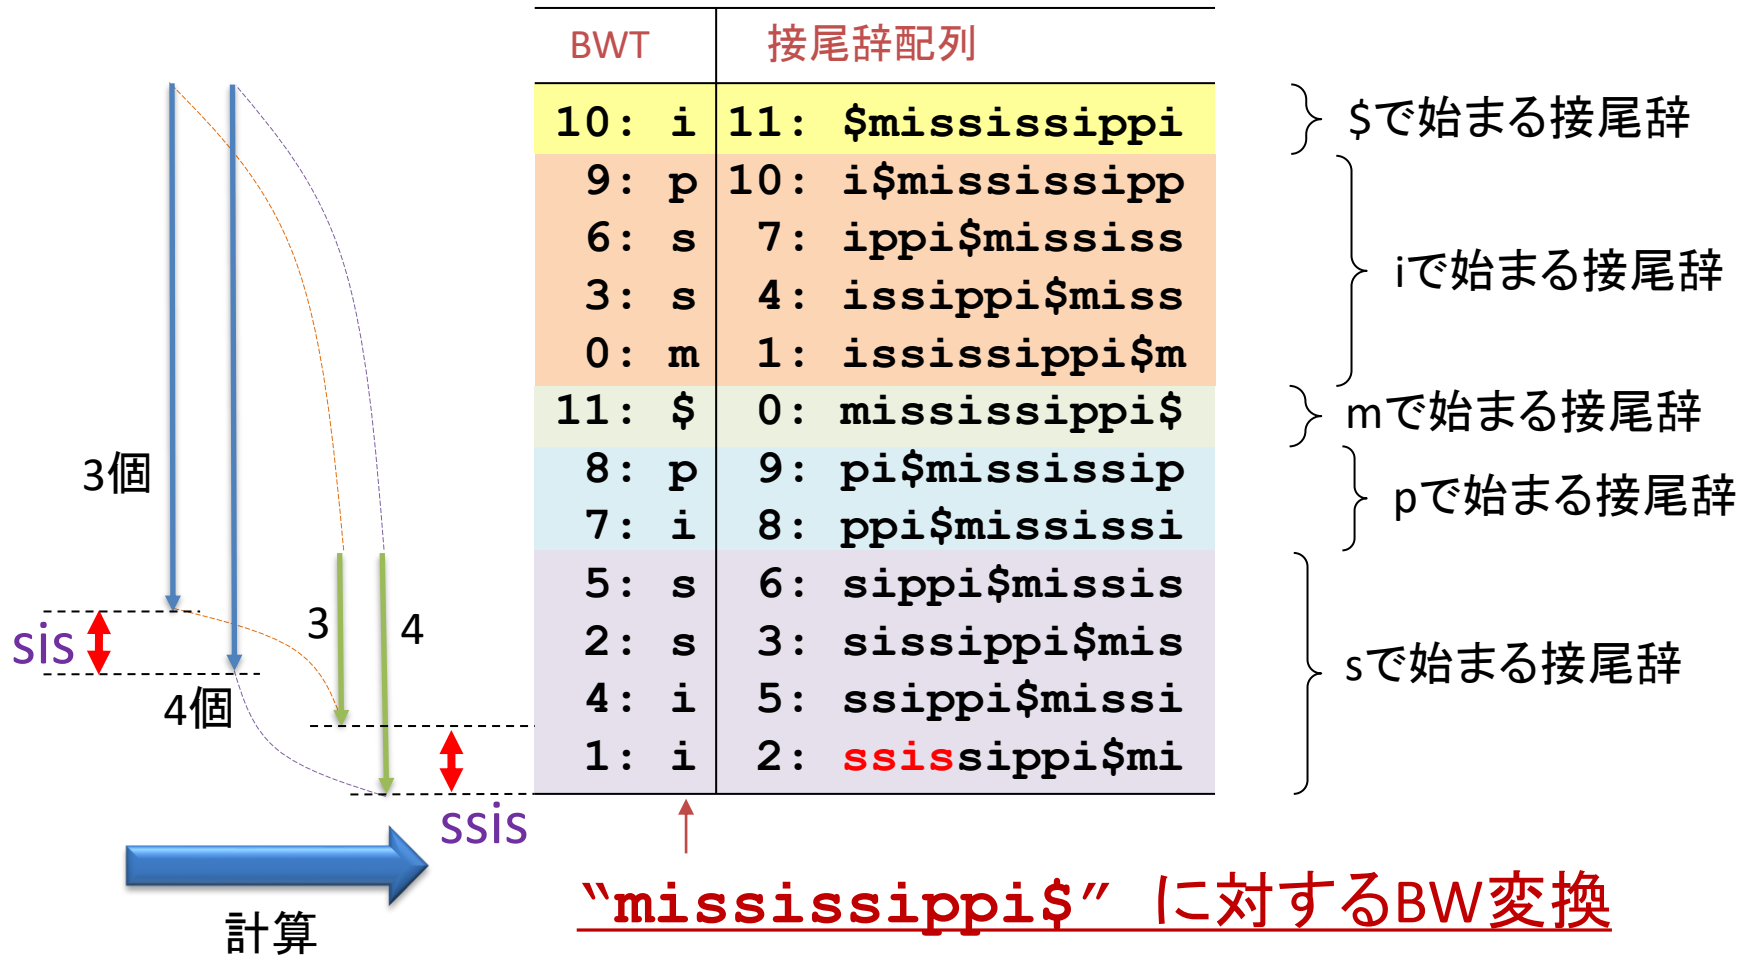 BWT 接尾辞配列
10: i 11: $mississippi
9: p 10: i$mississipp
6: s 7: ippi$mississ
3: s 4: issippi$miss
0: m 1: ississippi$m
11: $ 0: mississippi$
8: p 9: pi$mississip
7: i 8: ppi$mississi
5: s 6: sippi$missis
2: s 3: sissippi$mis
4: i 5: ssippi$missi
1: i 2: ssissippi$mi
$で始まる接尾辞
iで始まる接尾辞
mで始まる接尾辞
pで始まる接尾辞
sで始まる接尾辞
3個
3
4
sis
4個
ssis
計算
“mississippi$” に対するBW変換